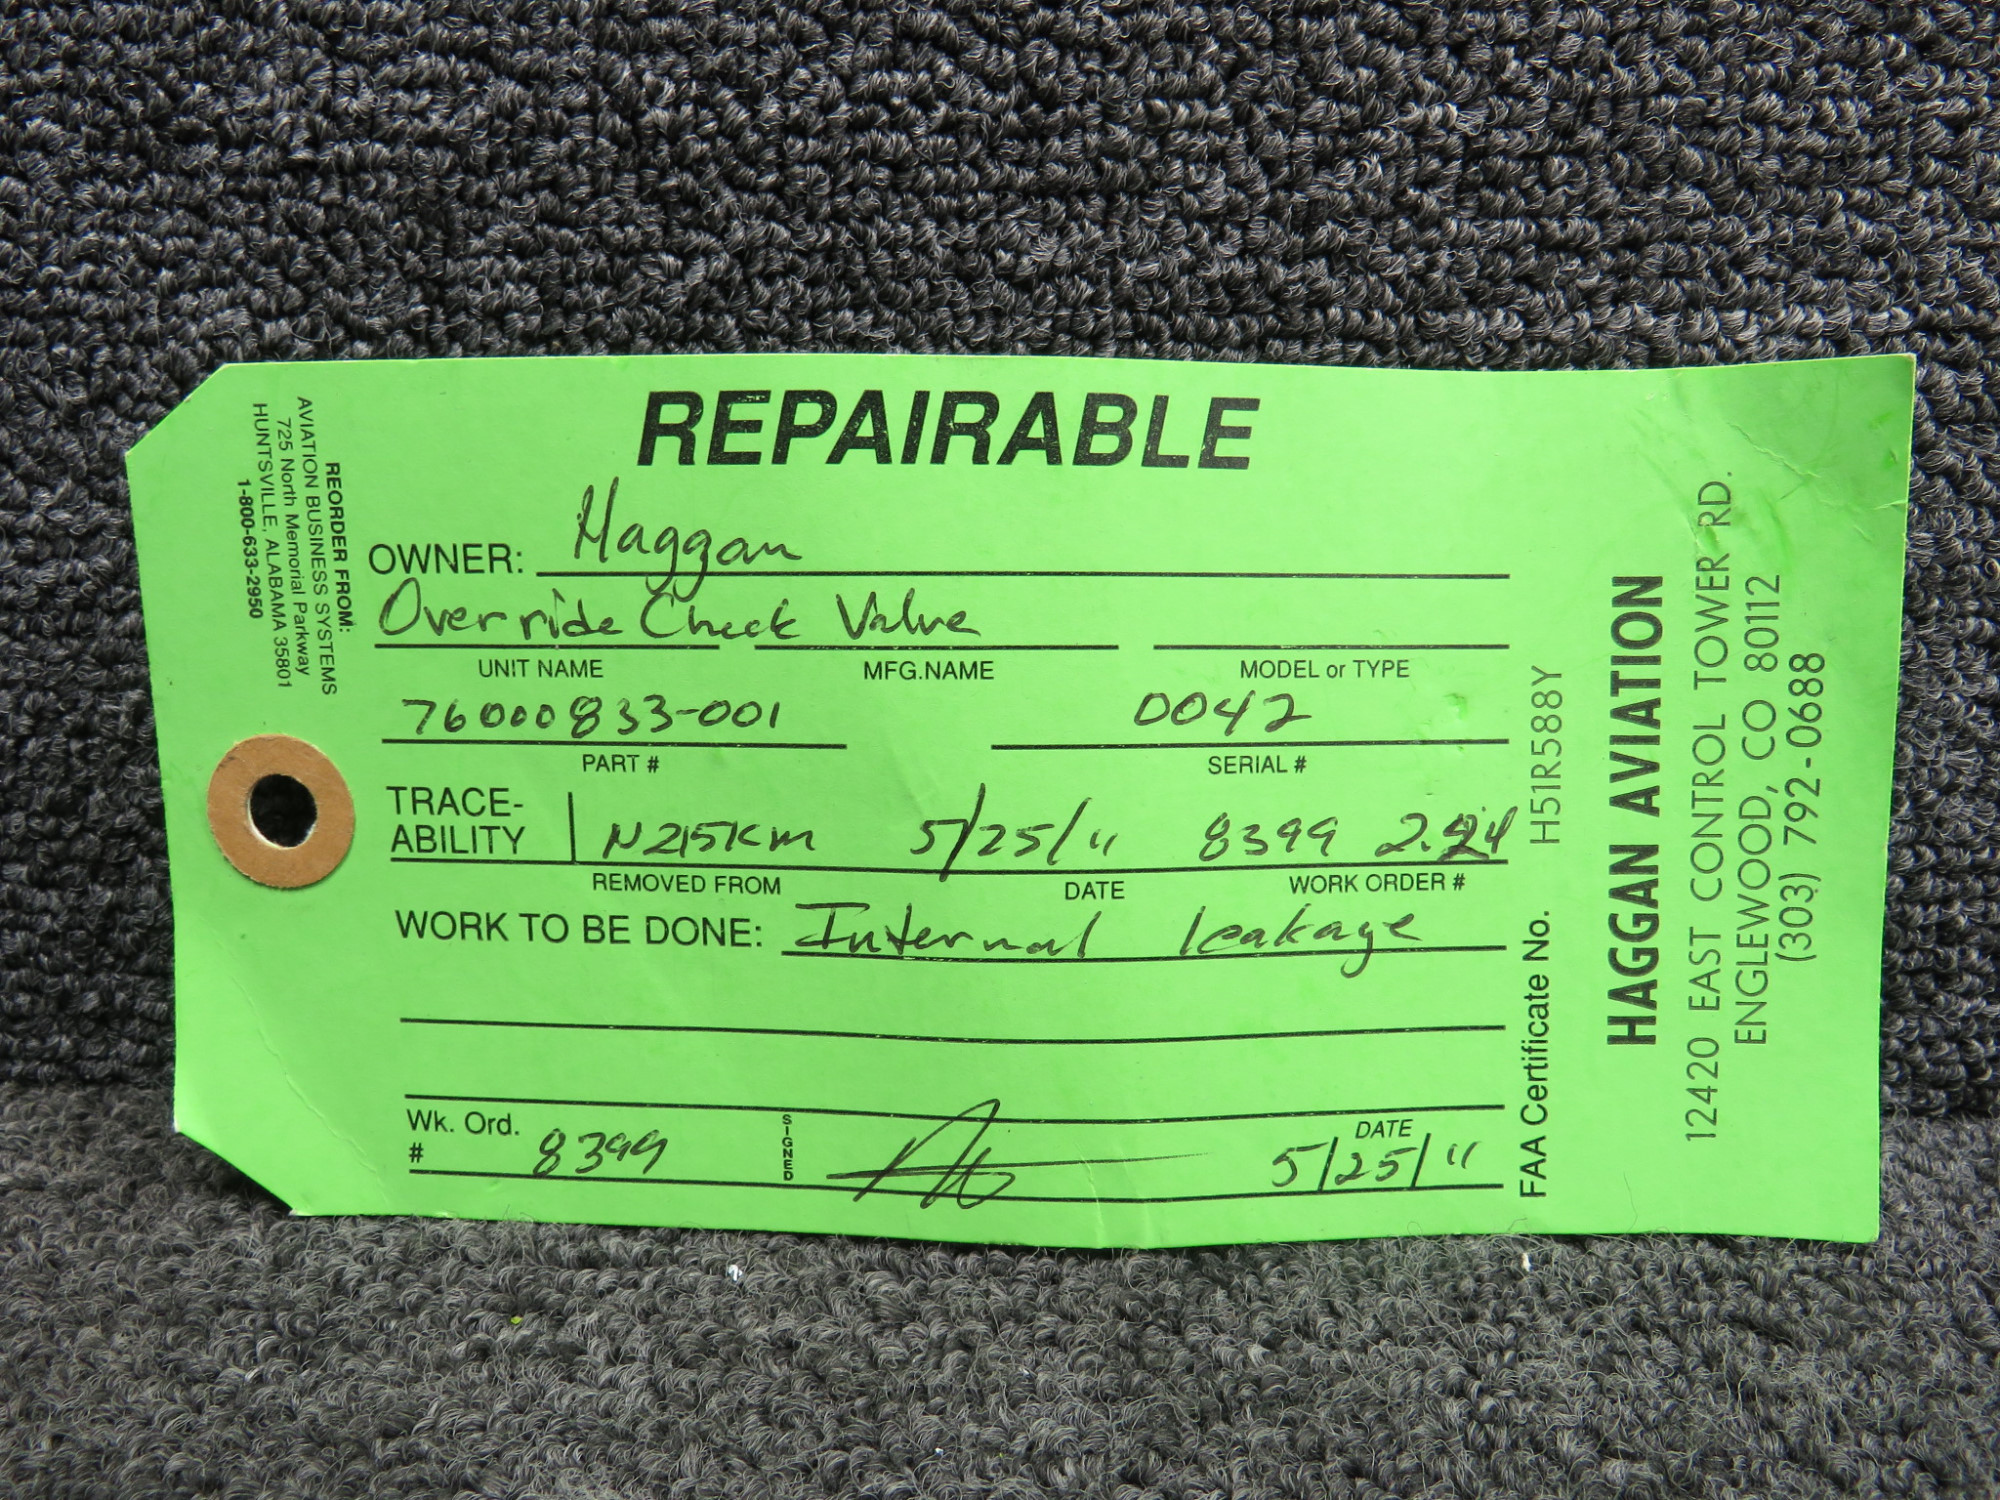 REPAIRABLE
OWNER: Haggan
Override Check Valve
UNIT NAME MFG.NAME MODEL or TYPE
76000833-001 0042
PART # SERIAL #
TRACE-
ABILITY N215KM 5/25/11 8399
REMOVED FROM DATE WORK ORDER #
WORK TO BE DONE: Internal leakage
Wk. Ord.
# 8399 SIGNED DATE 5/25/11
REORDER FROM:
AVIATION BUSINESS SYSTEMS
725 North Memorial Parkway
HUNTSVILLE, ALABAMA 35801
1-800-633-2950
FAA Certificate No. H51R588Y
HAGGAN AVIATION
12420 EAST CONTROL TOWER RD.
ENGLEWOOD, CO 80112
(303) 792-0688